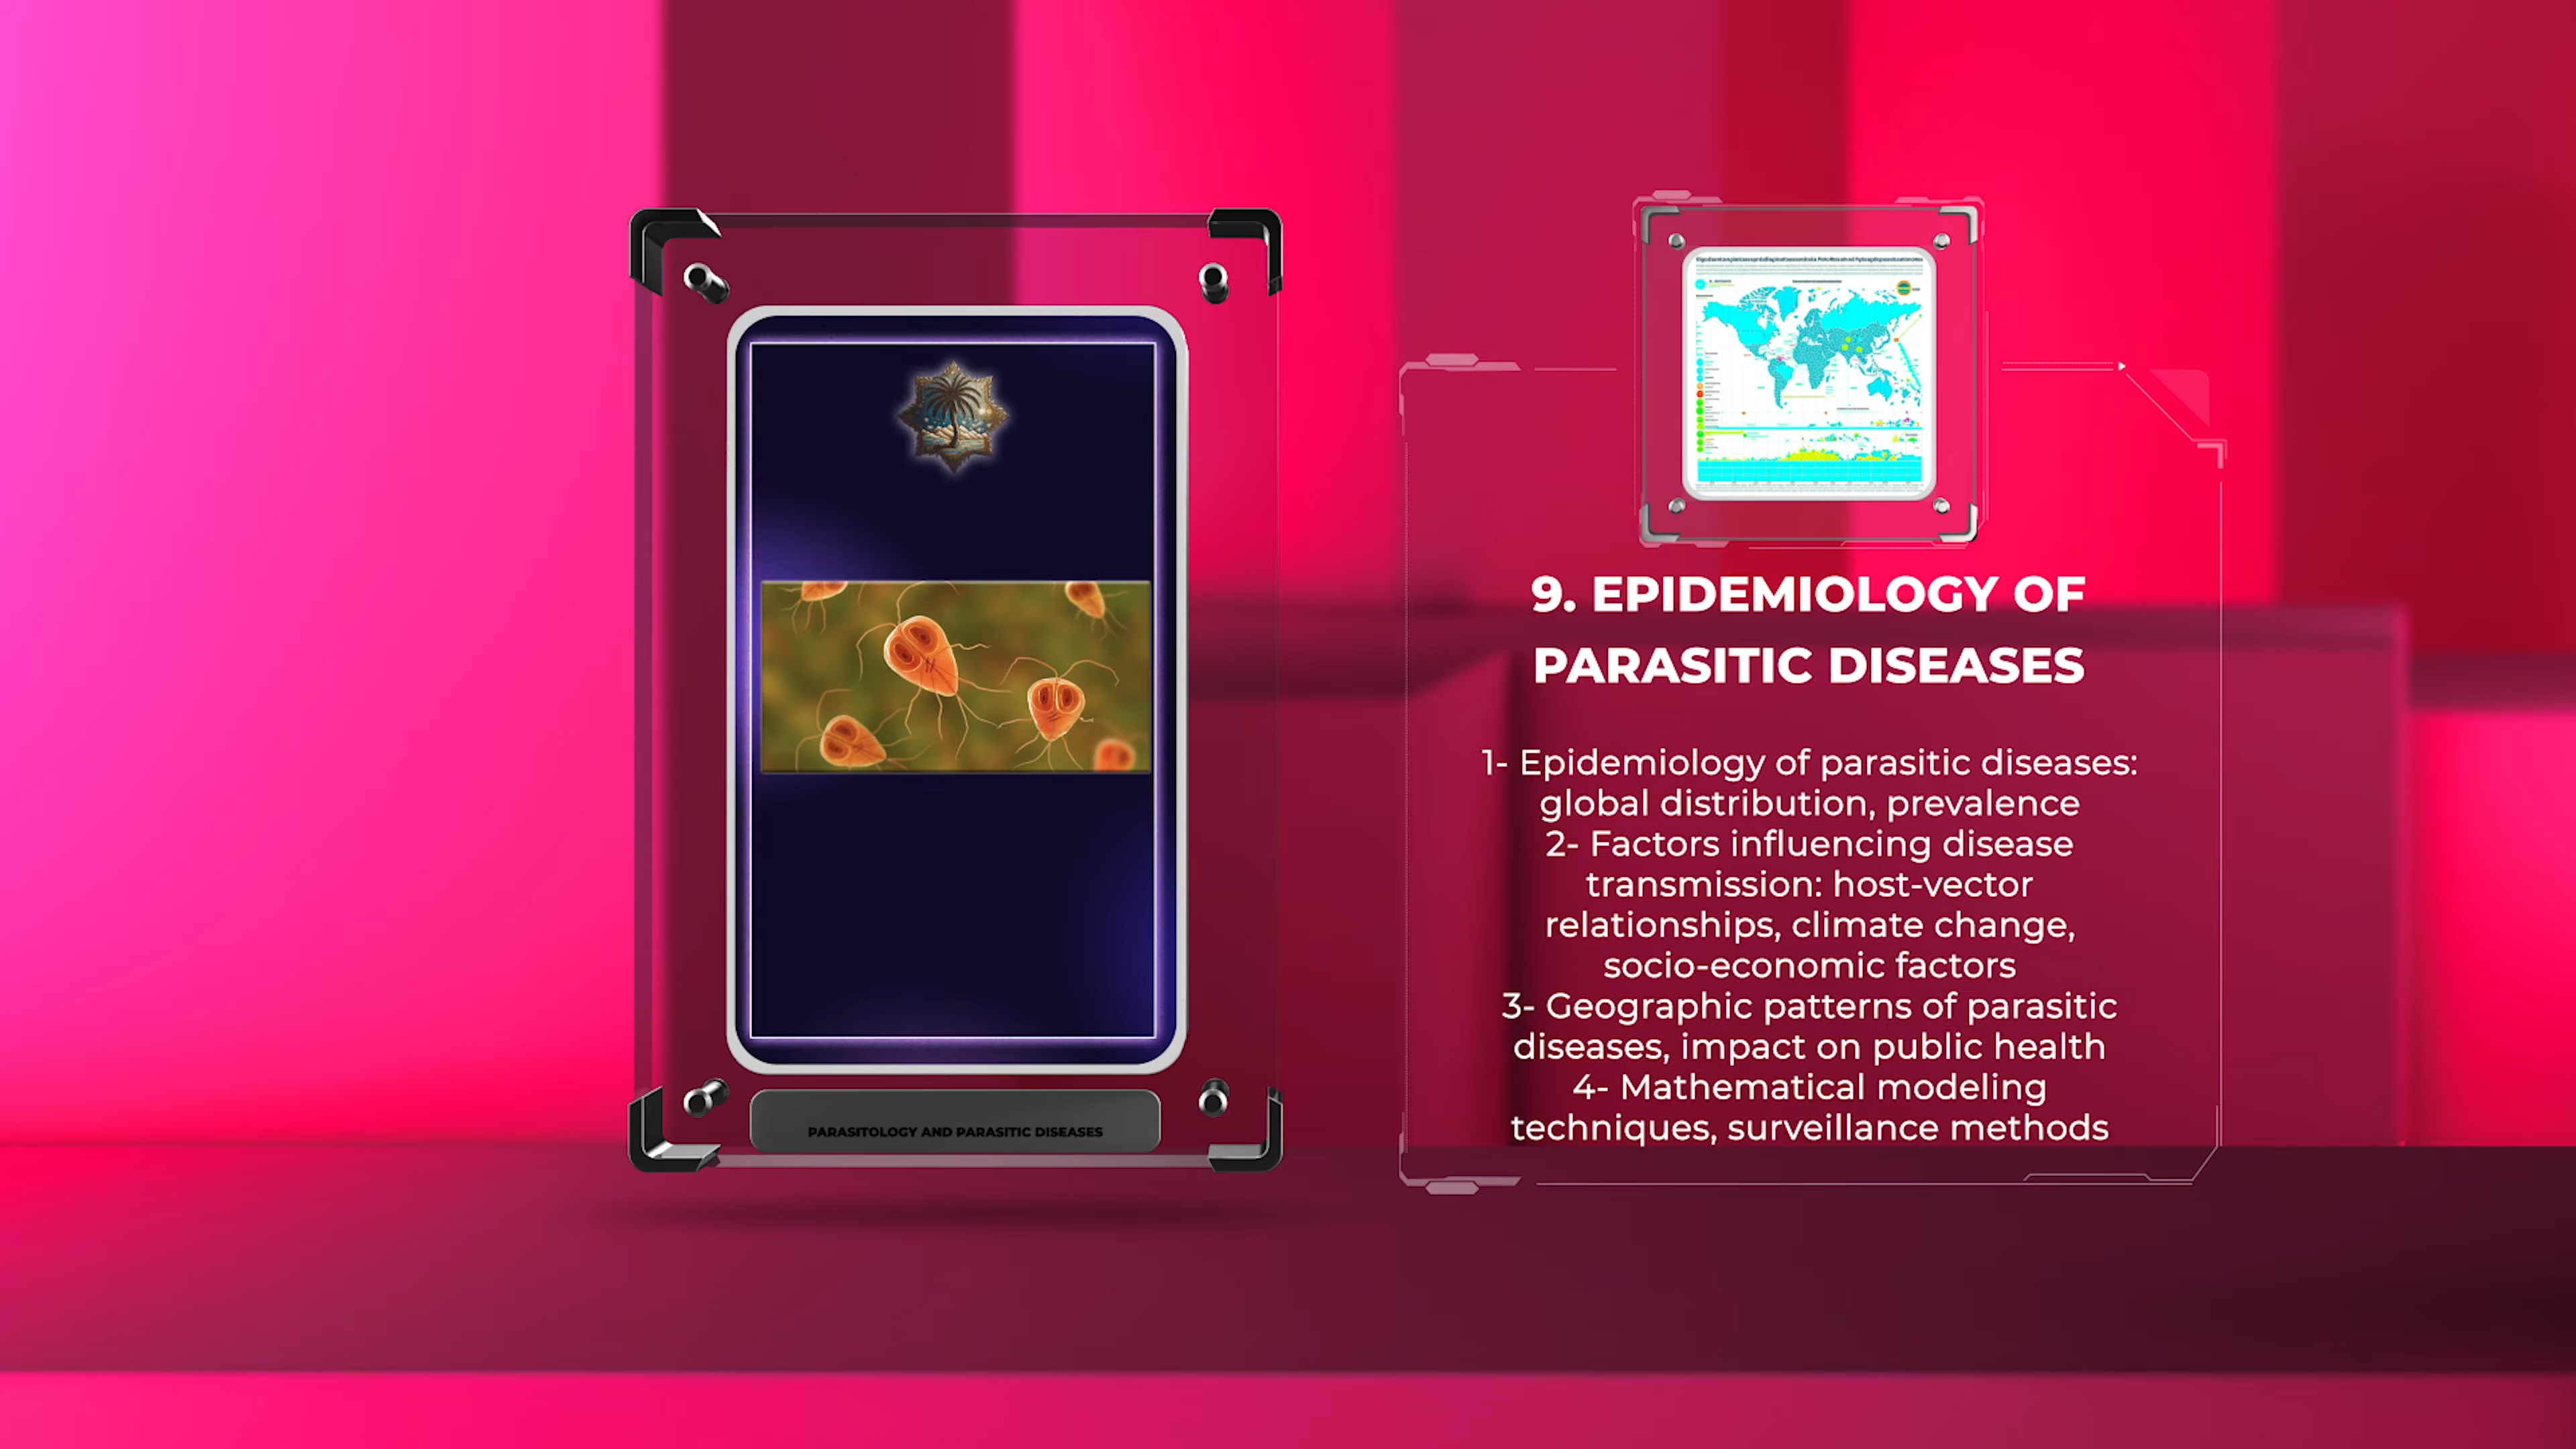 9. EPIDEMIOLOGY OF
PARASITIC DISEASES
1- Epidemiology of parasitic diseases:
global distribution, prevalence
2- Factors influencing disease
transmission: host-vector
relationships, climate change,
socio-economic factors
3- Geographic patterns of parasitic
diseases, impact on public health
4- Mathematical modeling
techniques, surveillance methods
PARASITOLOGY AND PARASITIC DISEASES